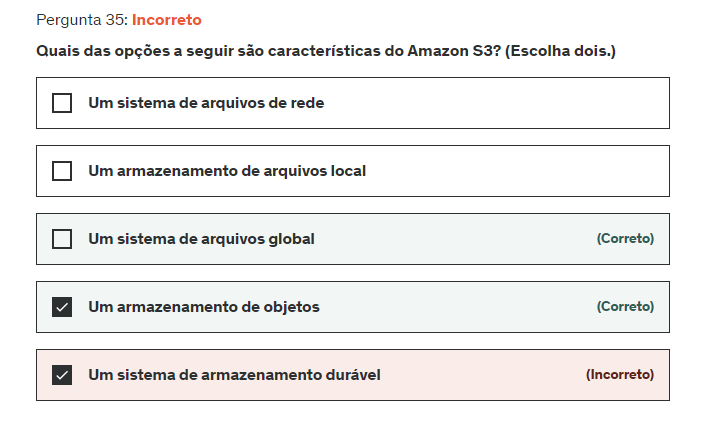 Pergunta 35: Incorreto
Quais das opções a seguir são características do Amazon S3? (Escolha dois.)
Um sistema de arquivos de rede
Um armazenamento de arquivos local
Um sistema de arquivos global (Correto)
Um armazenamento de objetos (Correto)
Um sistema de armazenamento durável (Incorreto)